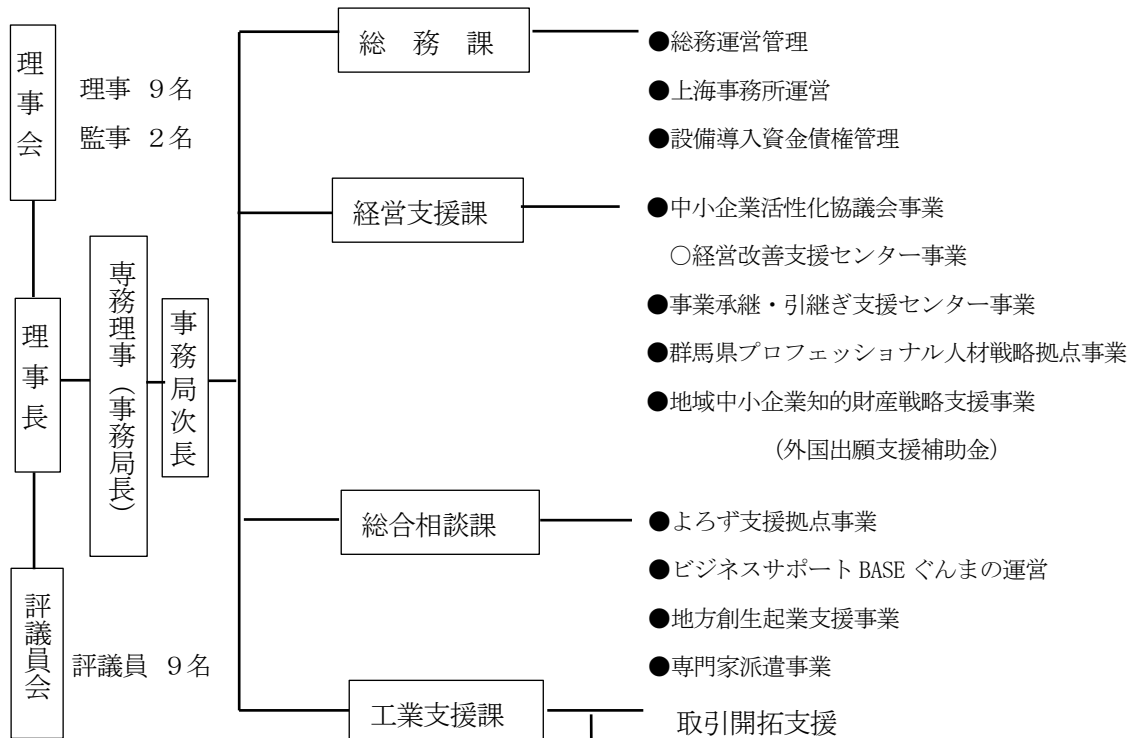 理事会
理事 9名
監事 2名
理事長
専務理事(事務局長)
事務局次長
評議員会
評議員 9名
総務課
●総務運営管理
●上海事務所運営
●設備導入資金債権管理
経営支援課
●中小企業活性化協議会事業
○経営改善支援センター事業
●事業承継・引継ぎ支援センター事業
●群馬県プロフェッショナル人材戦略拠点事業
●地域中小企業知的財産戦略支援事業
(外国出願支援補助金)
総合相談課
●よろず支援拠点事業
●ビジネスサポート BASE ぐんまの運営
●地方創生起業支援事業
●専門家派遣事業
工業支援課
取引開拓支援